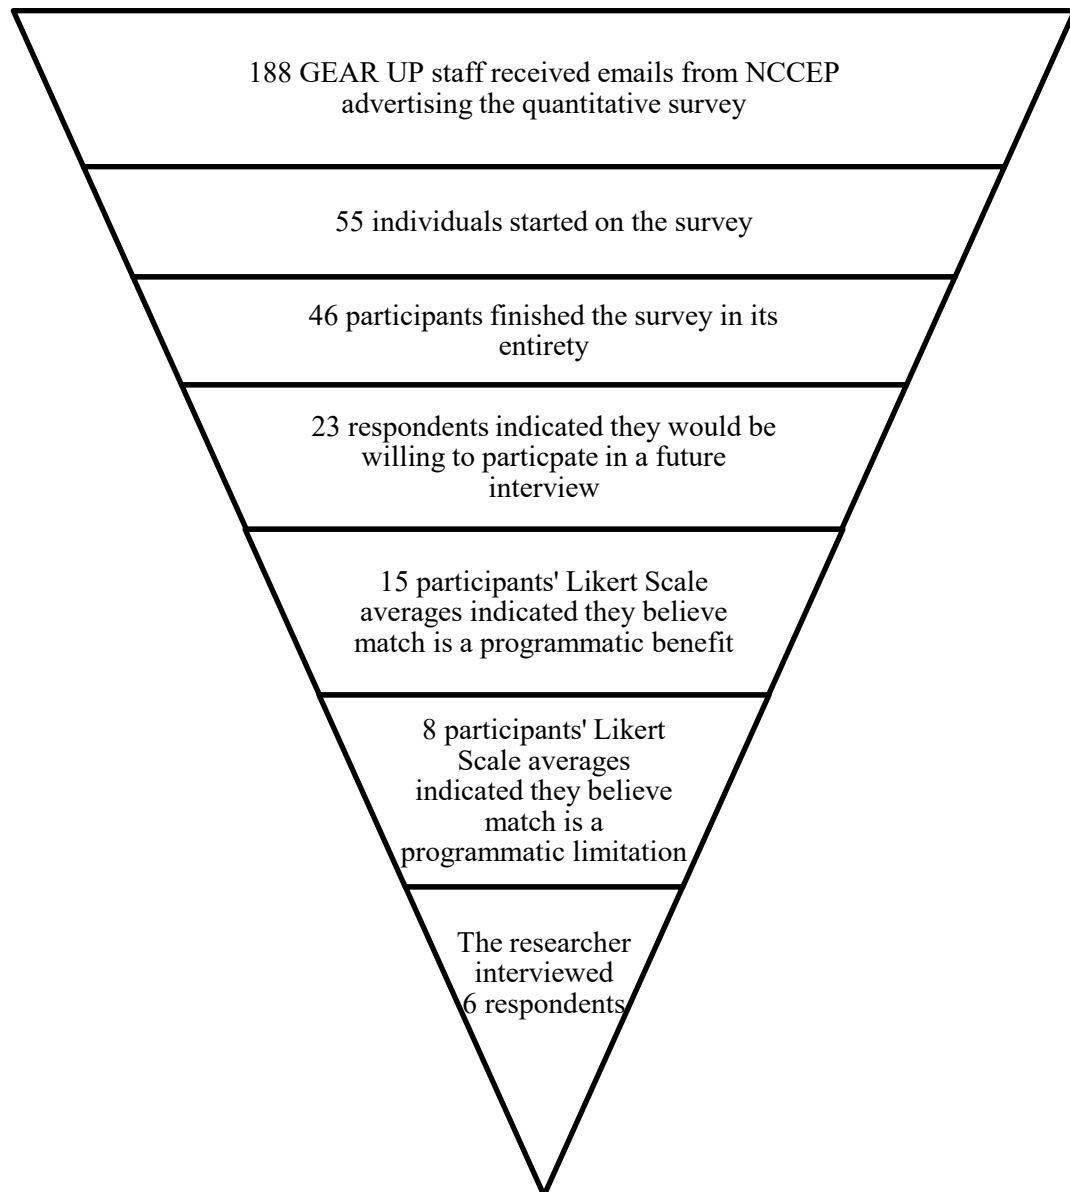 188 GEAR UP staff received emails from NCCEP
advertising the quantitative survey
55 individuals started on the survey
46 participants finished the survey in its
entirety
23 respondents indicated they would be
willing to particpate in a future
interview
15 participants' Likert Scale
averages indicated they believe
match is a programmatic benefit
8 participants' Likert
Scale averages
indicated they believe
match is a
programmatic limitation
The researcher
interviewed
6 respondents